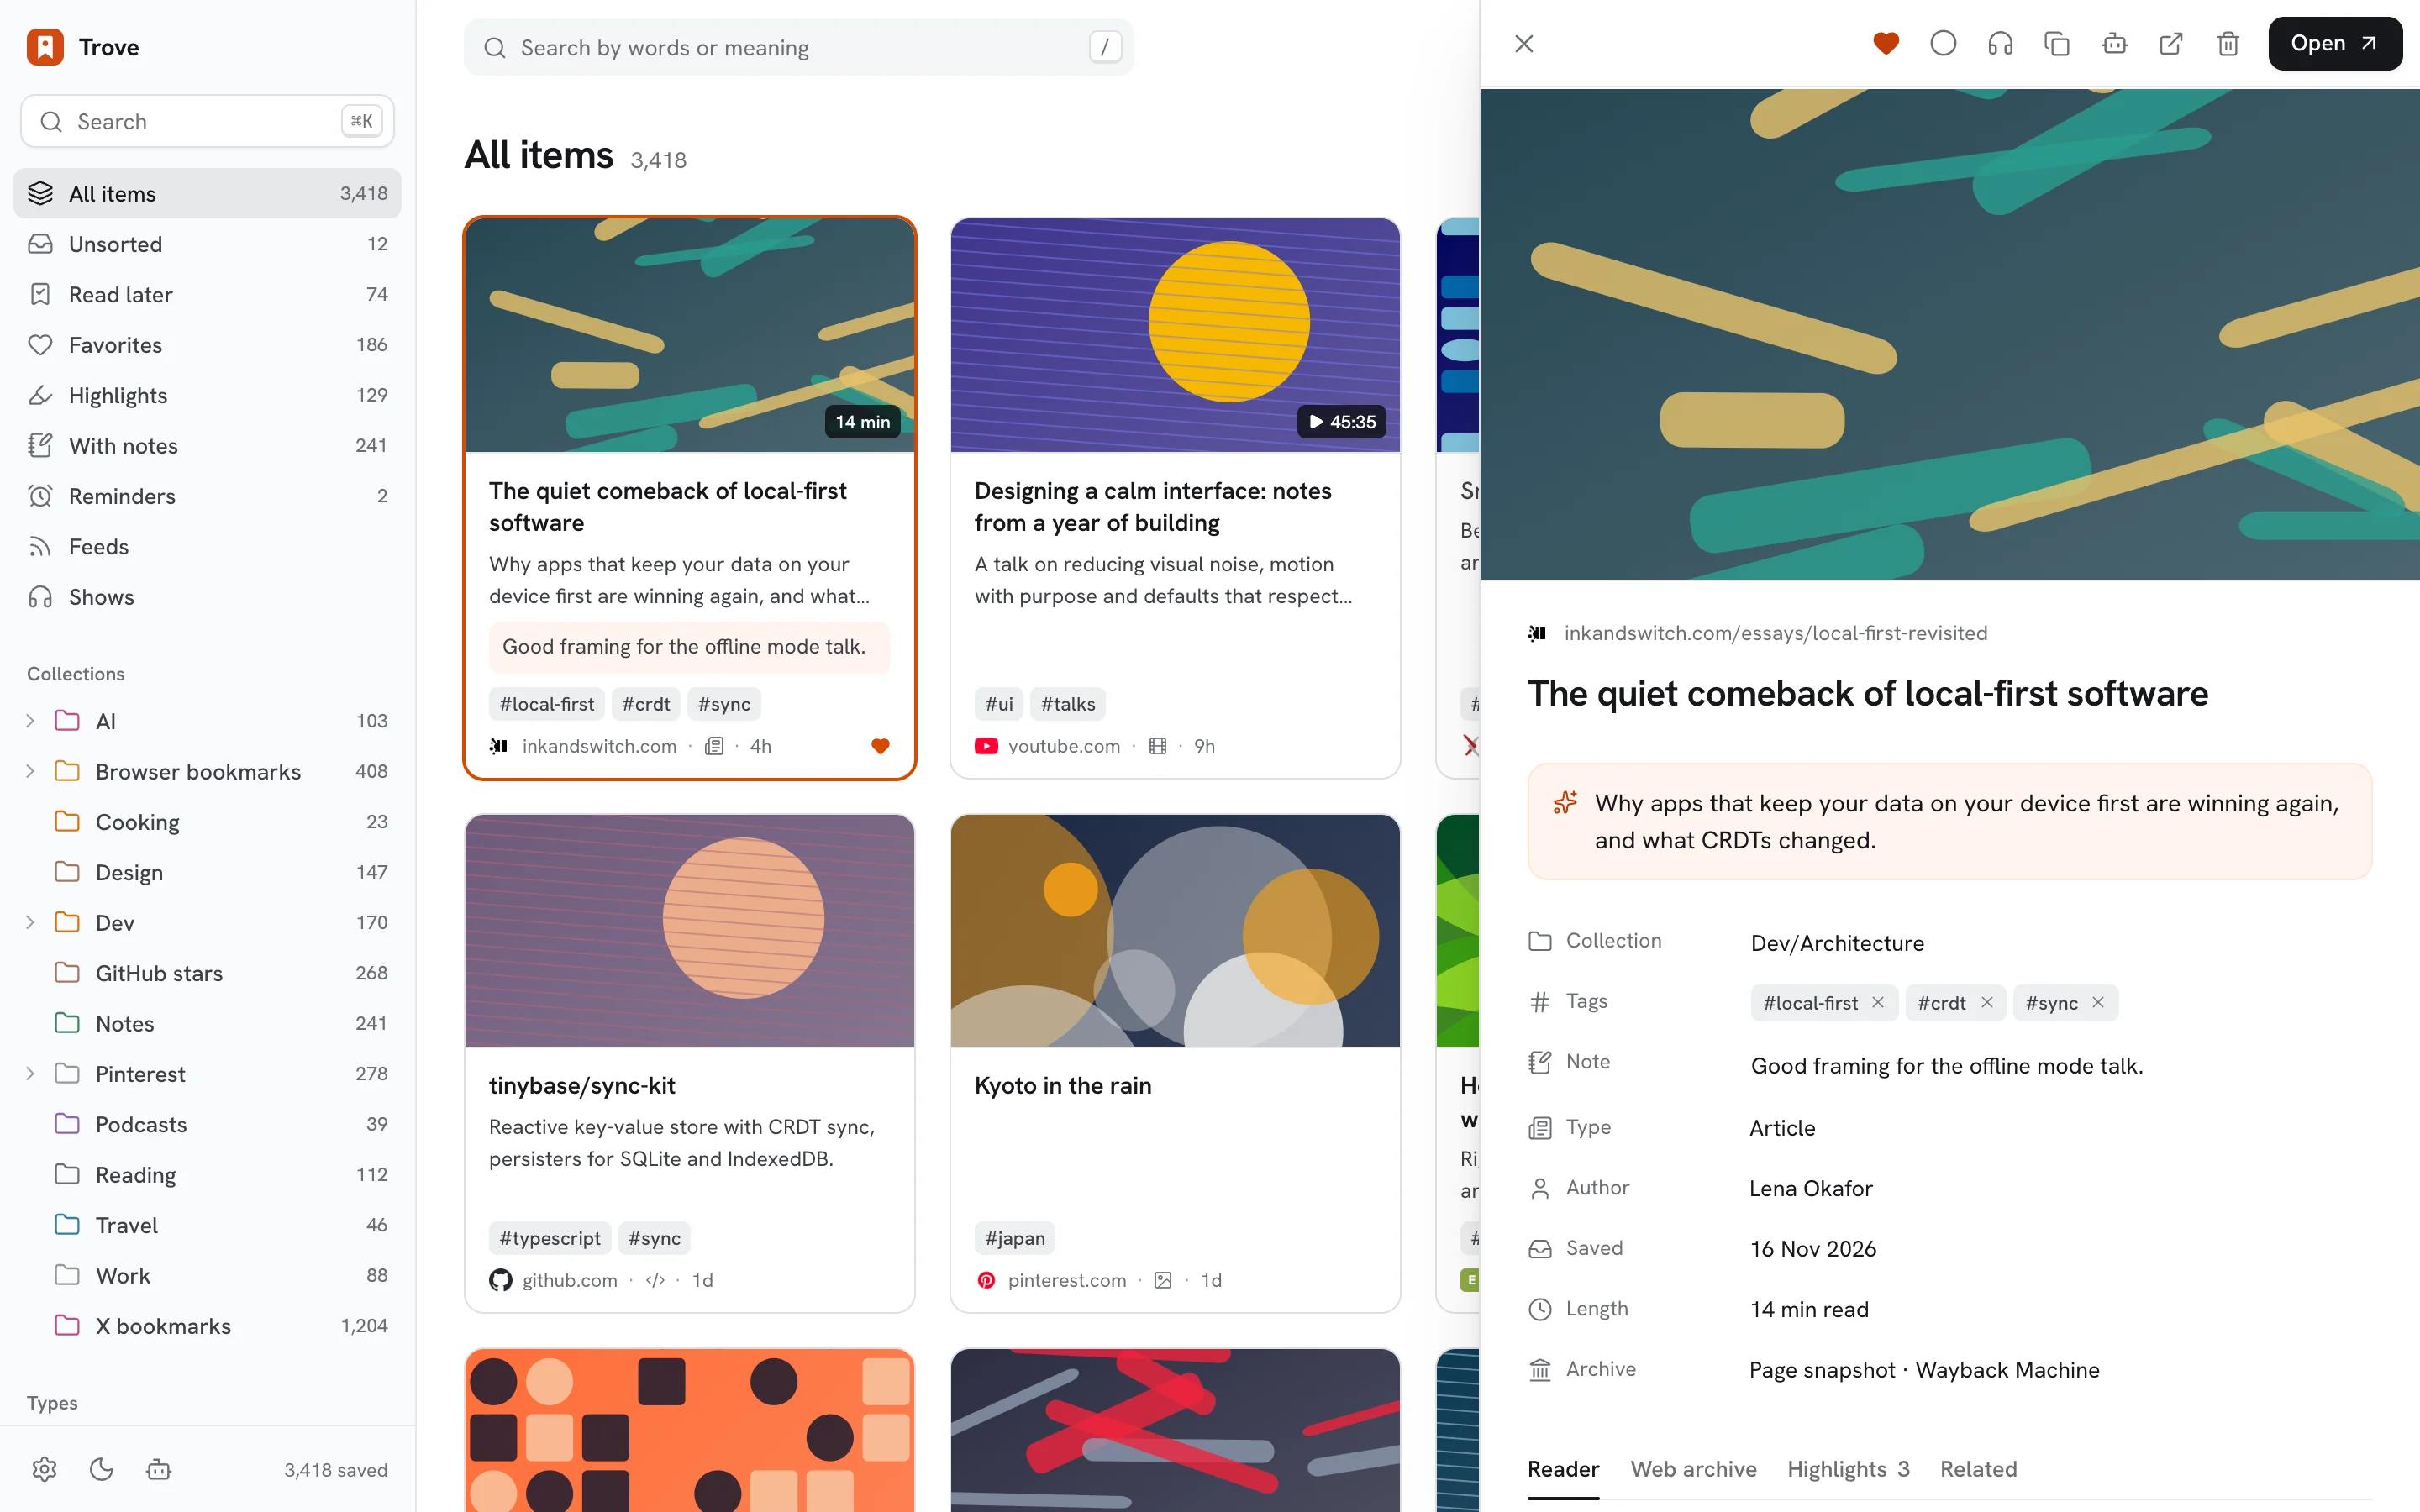 Trove
Search
⌘K
All items 3,418
Unsorted 12
Read later 74
Favorites 186
Highlights 129
With notes 241
Reminders 2
Feeds
Shows
Collections
AI 103
Browser bookmarks 408
Cooking 23
Design 147
Dev 170
GitHub stars 268
Notes 241
Pinterest 278
Podcasts 39
Reading 112
Travel 46
Work 88
X bookmarks 1,204
Types
3,418 saved
Search by words or meaning /
All items 3,418
14 min
The quiet comeback of local-first
software
Why apps that keep your data on your
device first are winning again, and what...
Good framing for the offline mode talk.
#local-first #crdt #sync
inkandswitch.com · · 4h
45:35
Designing a calm interface: notes
from a year of building
A talk on reducing visual noise, motion
with purpose and defaults that respect...
#ui #talks
youtube.com · · 9h
tinybase/sync-kit
Reactive key-value store with CRDT sync,
persisters for SQLite and IndexedDB.
#typescript #sync
github.com · · 1d
Kyoto in the rain
#japan
pinterest.com · · 1d
Open
inkandswitch.com/essays/local-first-revisited
The quiet comeback of local-first software
Why apps that keep your data on your device first are winning again,
and what CRDTs changed.
Collection Dev/Architecture
Tags #local-first #crdt #sync
Note Good framing for the offline mode talk.
Type Article
Author Lena Okafor
Saved 16 Nov 2026
Length 14 min read
Archive Page snapshot · Wayback Machine
Reader Web archive Highlights 3 Related